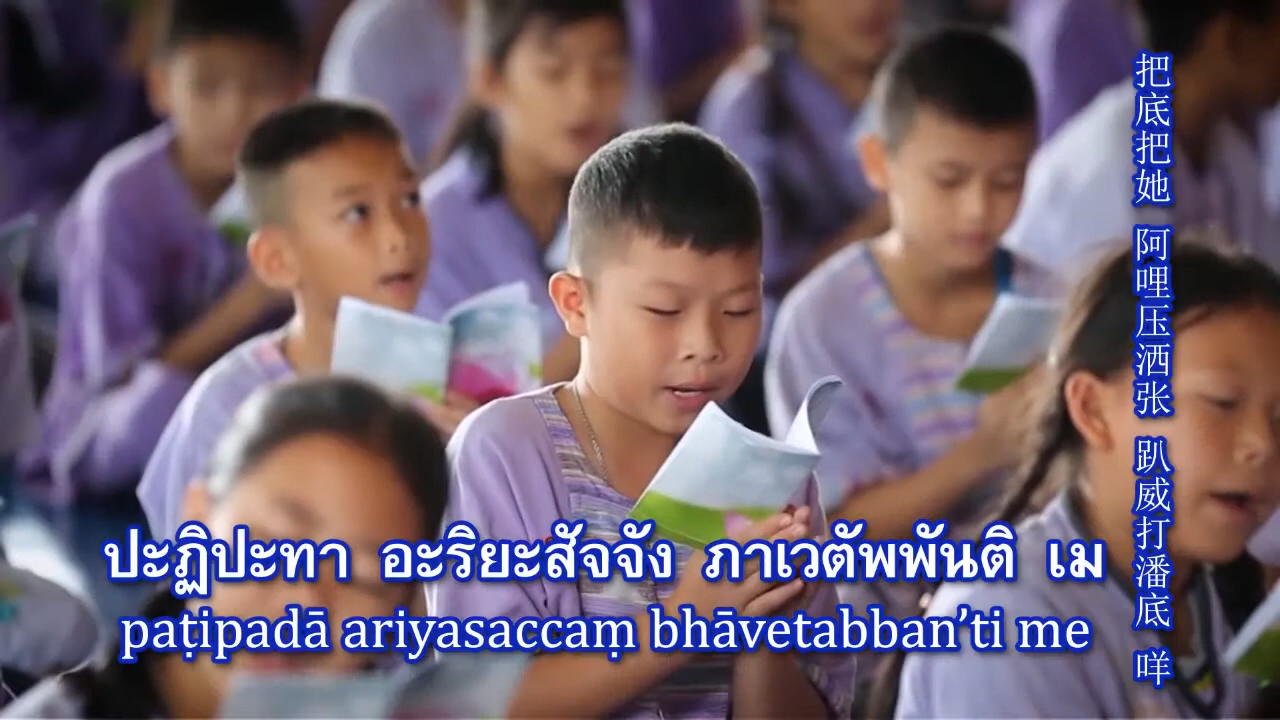 ปะฏิปะทา อะริยะสัจจัง ภาเวตัพพันติ เม
paṭipadā ariyasaccaṃ bhāvetabban’ti me
把底把她 阿哩压洒张 趴威打潘底 咩